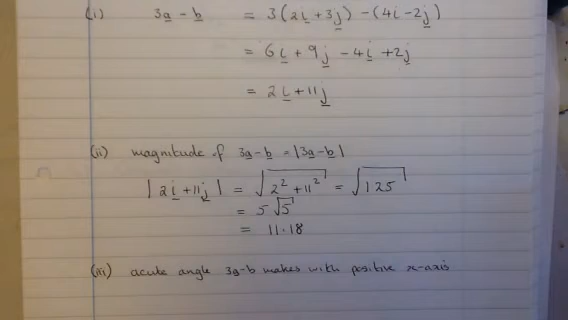 (i) 3a - b = 3(2i + 3j) - (4i - 2j)
= 6i + 9j - 4i + 2j
= 2i + 11j
(ii) magnitude of 3a - b = |3a - b|
|2i + 11j| = √2² + 11² = √125
= 5√5
= 11.18
(iii) acute angle 3a-b makes with positive x-axis